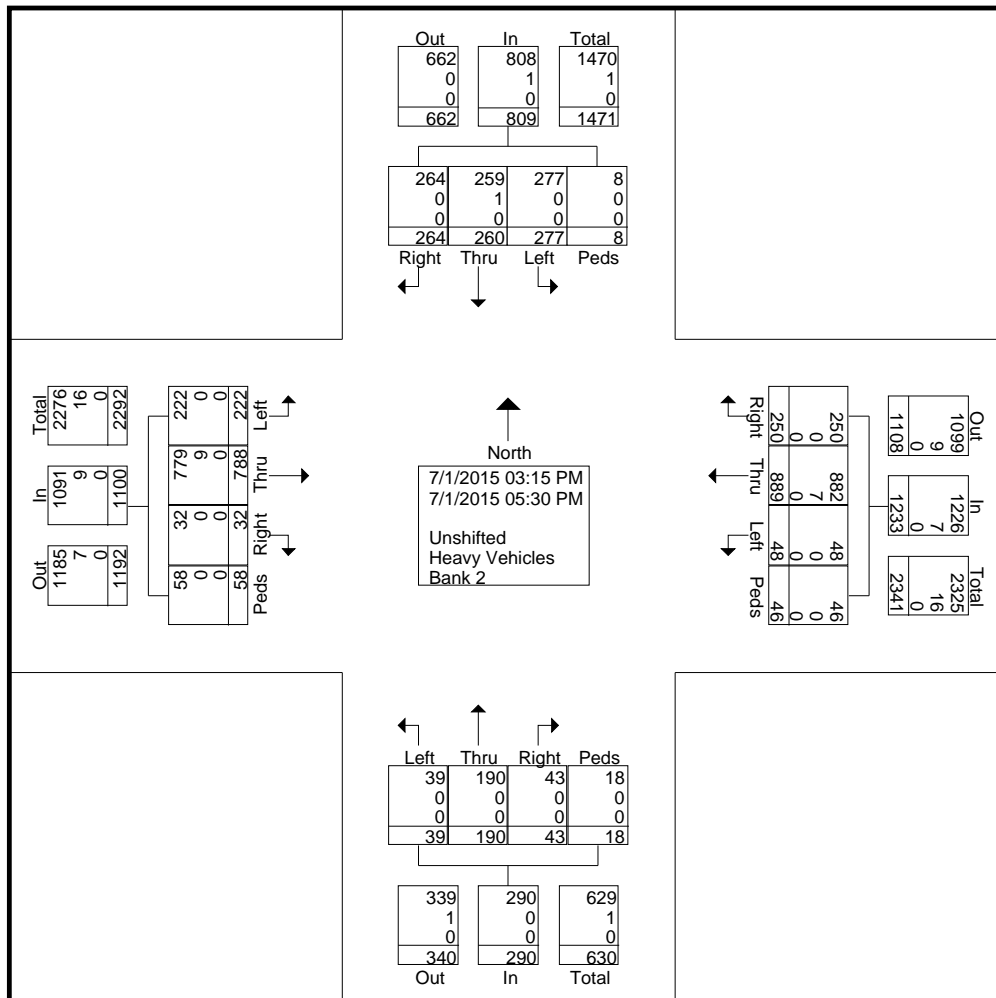 Out In Total
662 808 1470
0 1 1
0 0 0
662 809 1471
264 259 277 8
0 1 0 0
0 0 0 0
264 260 277 8
Right Thru Left Peds
Total
2276
16
0
2292
In
1091
9
0
1100
Out
1185
7
0
1192
222 0 0 222 Left
779 9 0 788 Thru
32 0 0 32 Right
58 0 0 58 Peds
North
7/1/2015 03:15 PM
7/1/2015 05:30 PM
Unshifted
Heavy Vehicles
Bank 2
Right 250 0 0 250
Thru 882 7 0 889
Left 48 0 0 48
Peds 46 0 0 46
Out
1099
9
0
1108
In
1226
7
0
1233
Total
2325
16
0
2341
Left Thru Right Peds
39 190 43 18
0 0 0 0
0 0 0 0
39 190 43 18
339 290 629
1 0 1
0 0 0
340 290 630
Out In Total